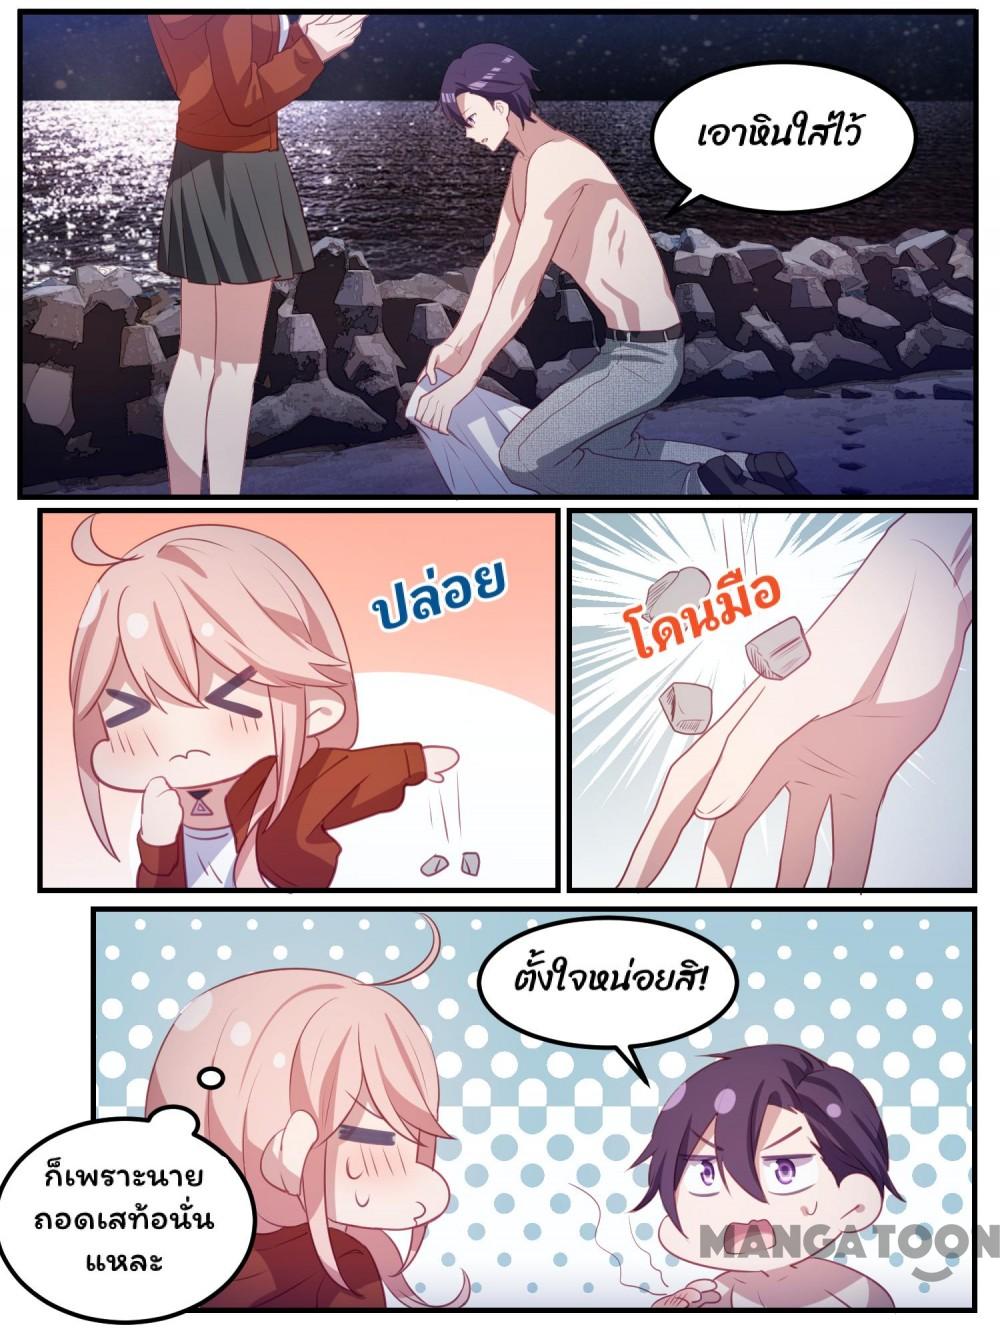 เอาหินใส่ไว้
ปล่อย
โดนมือ
ตั้งใจหน่อยสิ!
ก็เพราะนาย
ถอดเสท้อนั่น
แหละ
MANGATOON